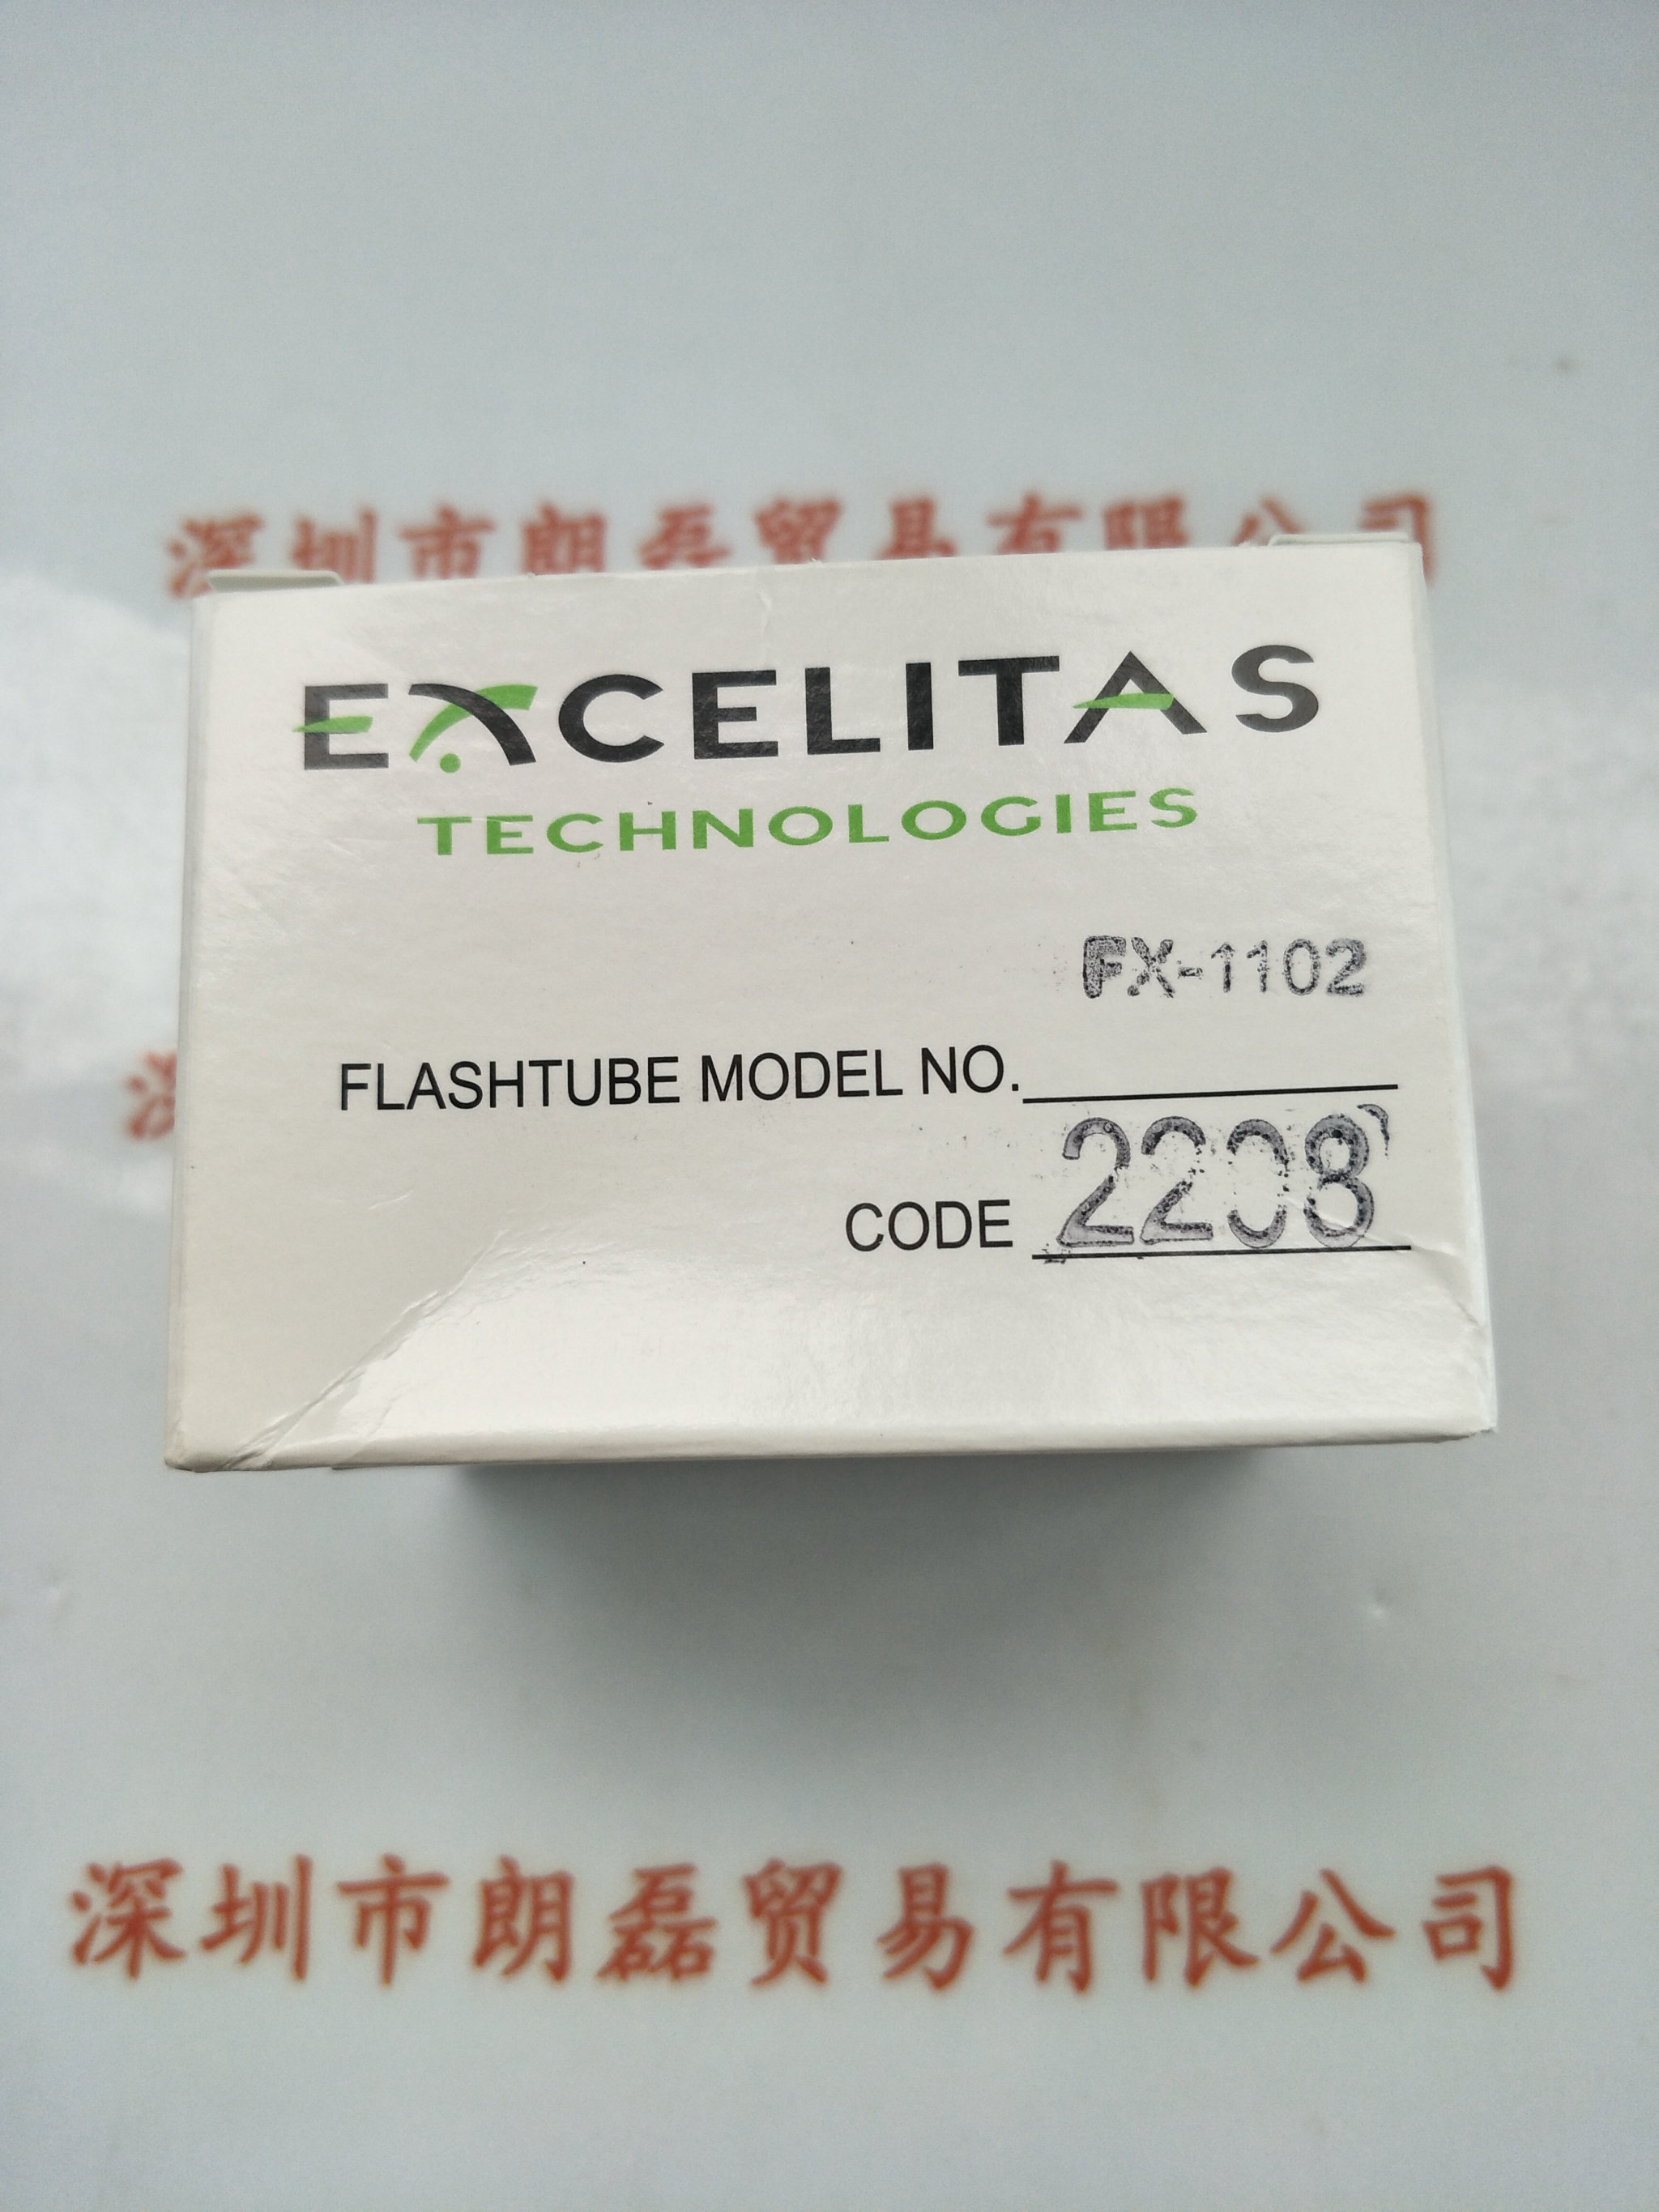 深圳市朗磊贸易有限公司
EXCELITAS
TECHNOLOGIES
FX-1102
FLASHTUBE MODEL NO.
2208
CODE
深圳市朗磊贸易有限公司